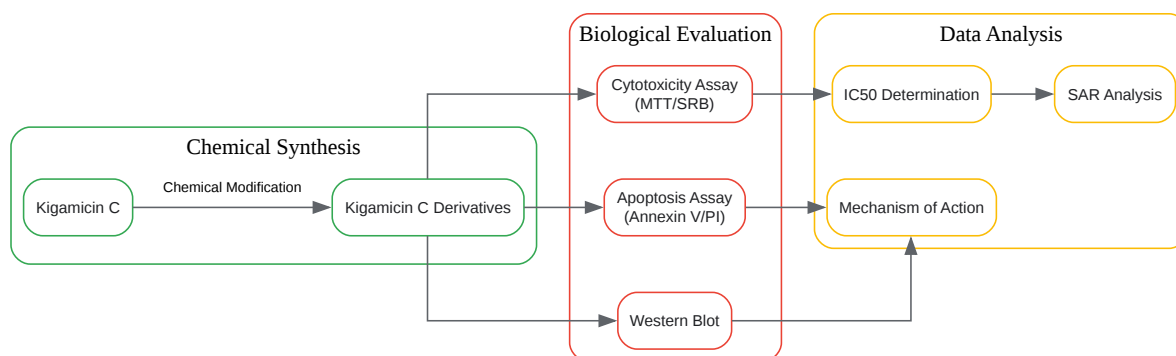 Biological Evaluation
Data Analysis
Cytotoxicity Assay
(MTT/SRB)
IC50 Determination
SAR Analysis
Chemical Synthesis
Kigamicin C
Chemical Modification
Kigamicin C Derivatives
Apoptosis Assay
(Annexin V/PI)
Mechanism of Action
Western Blot